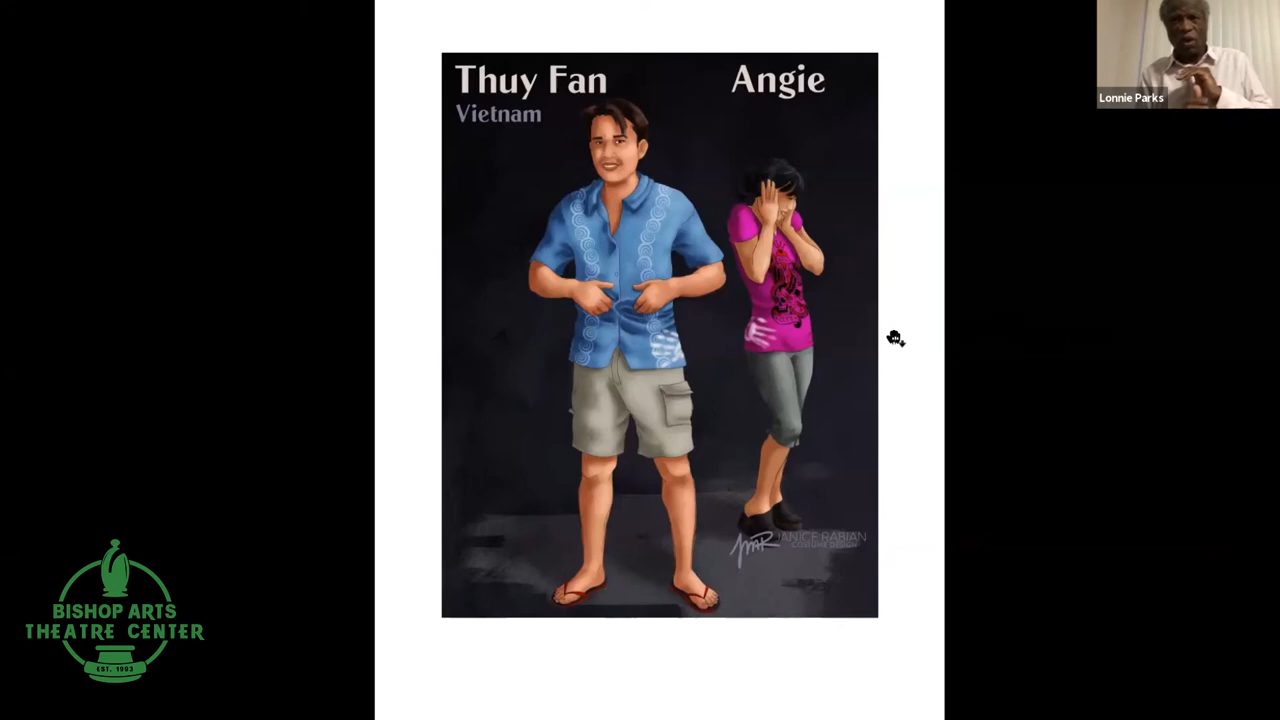 Thuy Fan
Angie
Vietnam
Lonnie Parks
JANICE RABIAN
COSTUME DESIGN
BISHOP ARTS
THEATRE CENTER
EST. 1993